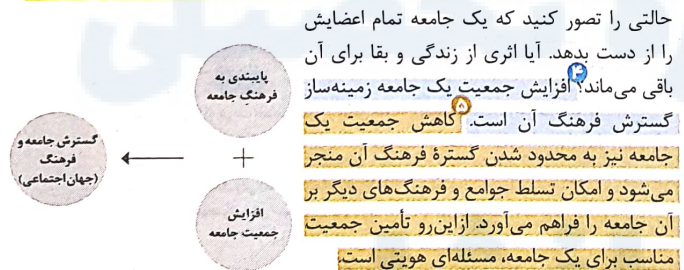 حالتی را تصور کنید که یک جامعه تمام اعضایش
را از دست بدهد. آیا اثری از زندگی و بقا برای آن
باقی می‌ماند؟ ۴ افزایش جمعیت یک جامعه زمینه‌ساز
گسترش فرهنگ آن است. ۵ کاهش جمعیت یک
جامعه نیز به محدود شدن گسترهٔ فرهنگ آن منجر
می‌شود و امکان تسلط جوامع و فرهنگ‌های دیگر بر
آن جامعه را فراهم می‌آورد. ازاین‌رو تأمین جمعیت
مناسب برای یک جامعه، مسئله‌ای هویتی است.
پایبندی به
فرهنگ جامعه
+
افزایش
جمعیت جامعه
گسترش جامعه و
فرهنگ
(جهان اجتماعی)